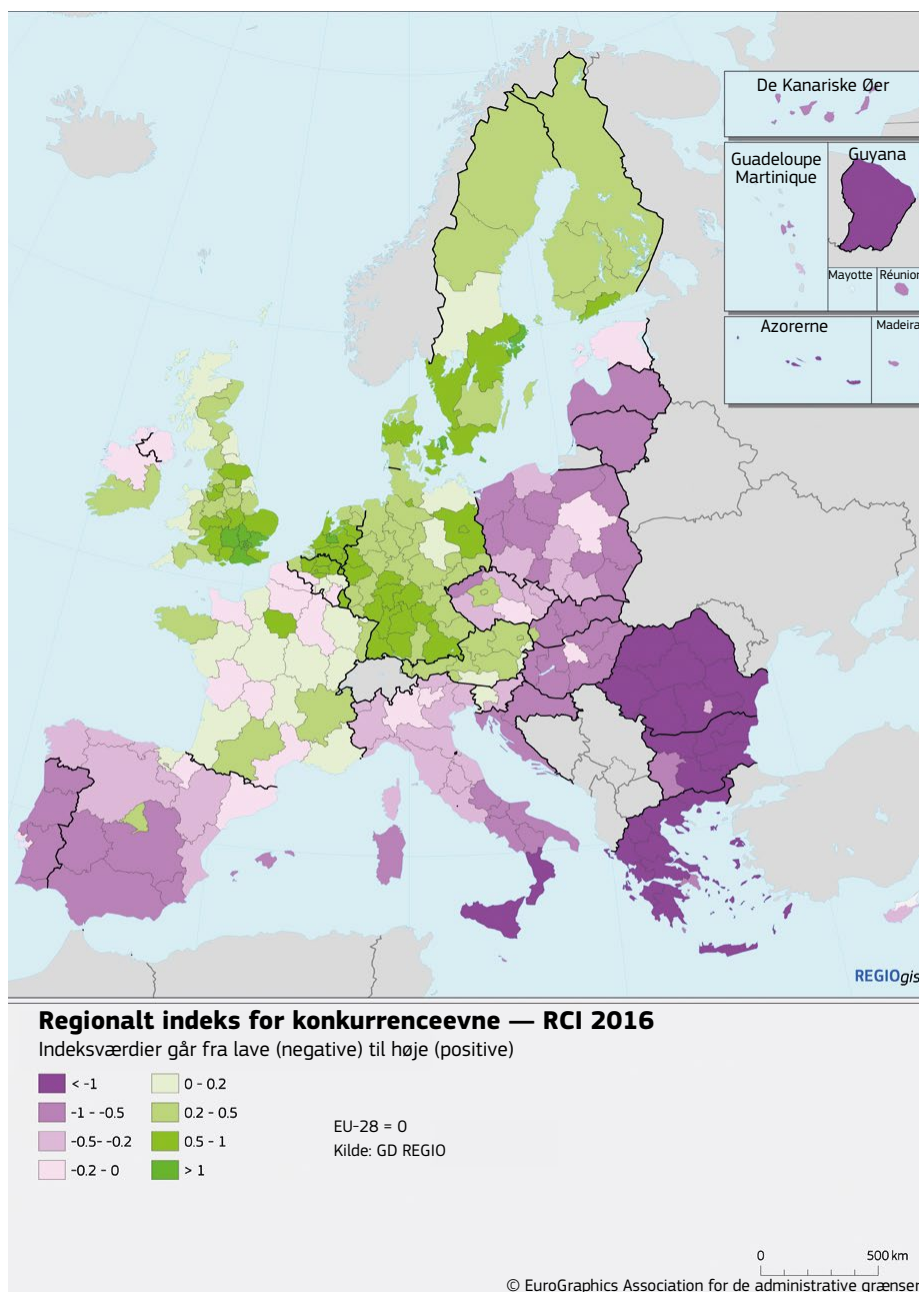 De Kanariske Øer
Guadeloupe
Martinique
Guyana
Mayotte
Réunion
Azorerne
Madeira
REGIOgis
Regionalt indeks for konkurrenceevne — RCI 2016
Indeksværdier går fra lave (negative) til høje (positive)
< -1
-1 - -0.5
-0.5- -0.2
-0.2 - 0
0 - 0.2
0.2 - 0.5
0.5 - 1
> 1
EU-28 = 0
Kilde: GD REGIO
0 500 km
© EuroGraphics Association for de administrative grænser